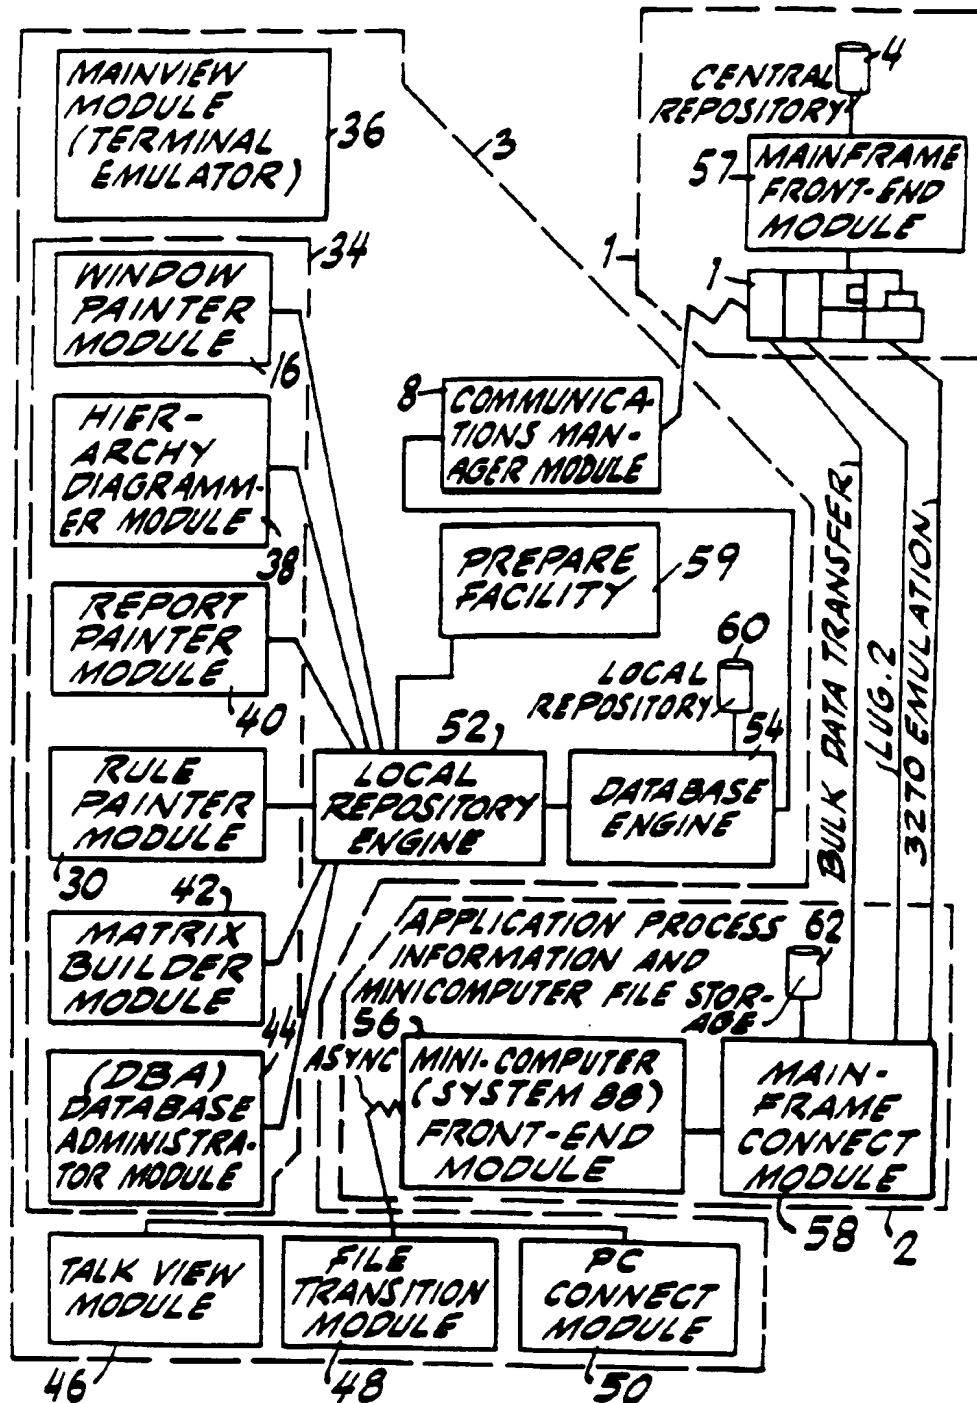 MAINVIEW
MODULE
(TERMINAL
EMULATOR)
36
3
CENTRAL
REPOSITORY
4
57
MAINFRAME
FRONT-END
MODULE
1
1
34
WINDOW
PAINTER
MODULE
16
HIER-
ARCHY
DIAGRAMM-
ER MODULE
38
8
COMMUNICA-
TIONS MAN-
AGER MODULE
PREPARE
FACILITY
59
REPORT
PAINTER
MODULE
40
60
LOCAL
REPOSITORY
BULK DATA TRANSFER
LUG.2
3270 EMULATION
52
LOCAL
REPOSITORY
ENGINE
54
DATABASE
ENGINE
RULE
PAINTER
MODULE
30
42
MATRIX
BUILDER
MODULE
44
(DBA)
DATABASE
ADMINISTRA-
TOR MODULE
APPLICATION PROCESS
INFORMATION AND
MINICOMPUTER FILE STOR-
AGE
62
56
ASYNC
MINI-COMPUTER
(SYSTEM 88)
FRONT-END
MODULE
MAIN-
FRAME
CONNECT
MODULE
58
2
TALK VIEW
MODULE
46
FILE
TRANSITION
MODULE
48
PC
CONNECT
MODULE
50